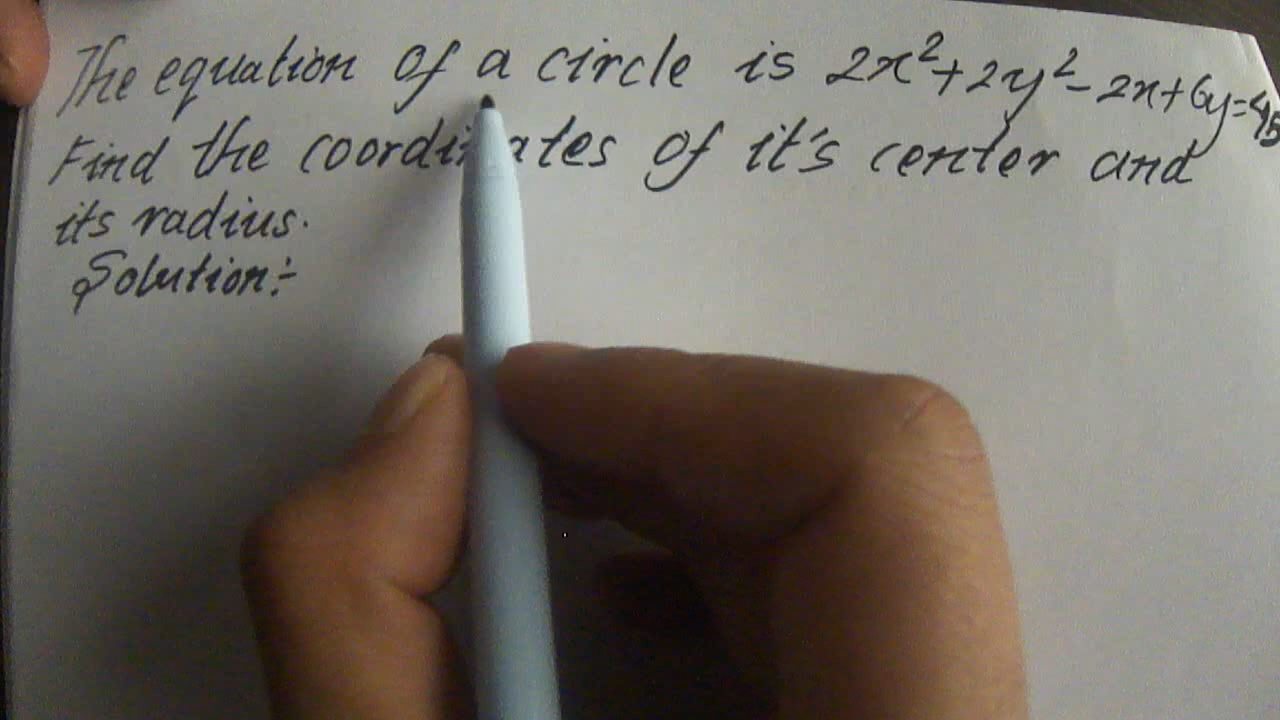 The equation of a circle is 2x²+2y²-2x+6y=45
Find the coordinates of it's center and
its radius.
Solution:-